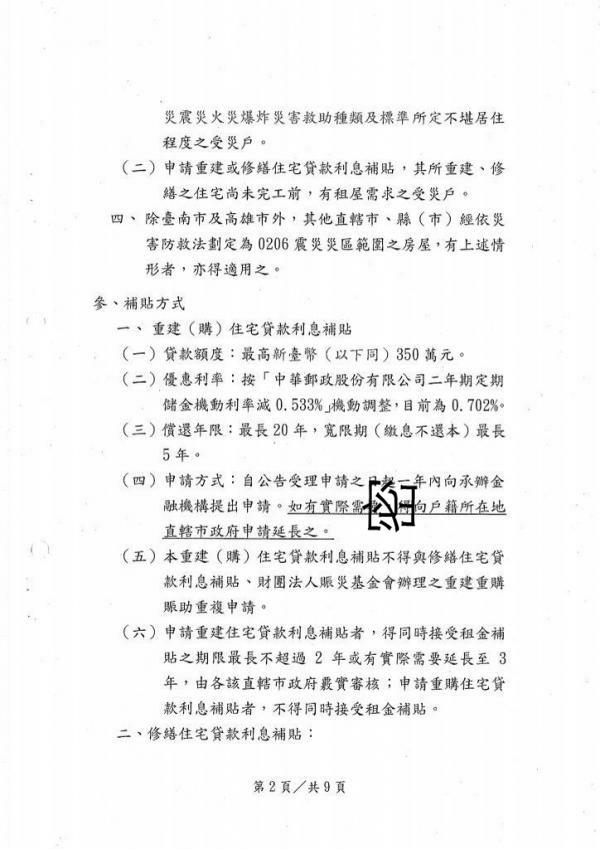 災震災火災爆炸災害救助種類及標準所定不堪居住
程度之受災戶。
(二)申請重建或修繕住宅貸款利息補貼,其所重建、修
繕之住宅尚未完工前,有租屋需求之受災戶。
四、除臺南市及高雄市外,其他直轄市、縣(市)經依災
害防救法劃定為0206震災災區範圍之房屋,有上述情
形者,亦得適用之。
參、補貼方式
一、重建(購)住宅貸款利息補貼
(一)貸款額度:最高新臺幣(以下同)350萬元。
(二)優惠利率:按「中華郵政股份有限公司二年期定期
儲金機動利率減0.533%」機動調整,目前為0.702%。
(三)償還年限:最長20年,寬限期(繳息不還本)最長
5年。
(四)申請方式:自公告受理申請之日起一年內向承辦金
融機構提出申請。如有實際需 得向戶籍所在地
直轄市政府申請延長之。
(五)本重建(購)住宅貸款利息補貼不得與修繕住宅貸
款利息補貼、財團法人賑災基金會辦理之重建重購
賑助重複申請。
(六)申請重建住宅貸款利息補貼者,得同時接受租金補
貼之期限最長不超過2年或有實際需要延長至3
年,由各該直轄市政府覈實審核;申請重購住宅貸
款利息補貼者,不得同時接受租金補貼。
二、修繕住宅貸款利息補貼:
第2頁/共9頁